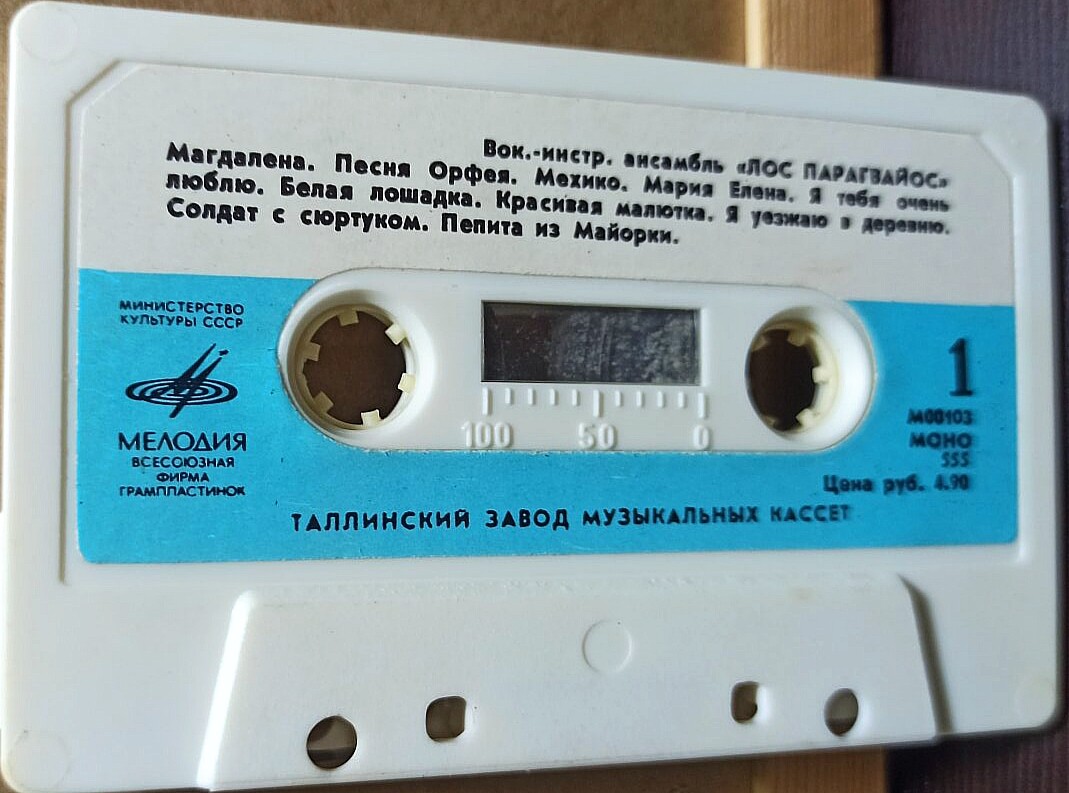 Вок.-инстр. ансамбль «ЛОС ПАРАГВАЙОС»
Магдалена. Песня Орфея. Мехико. Мария Елена. Я тебя очень
люблю. Белая лошадка. Красивая малютка. Я уезжаю в деревню.
Солдат с сюртуком. Пепита из Майорки.
МИНИСТЕРСТВО
КУЛЬТУРЫ СССР
МЕЛОДИЯ
ВСЕСОЮЗНАЯ
ФИРМА
ГРАМПЛАСТИНОК
100 50 0
1
М00103
МОНО
555
Цена руб. 4.90
ТАЛЛИНСКИЙ ЗАВОД МУЗЫКАЛЬНЫХ КАССЕТ